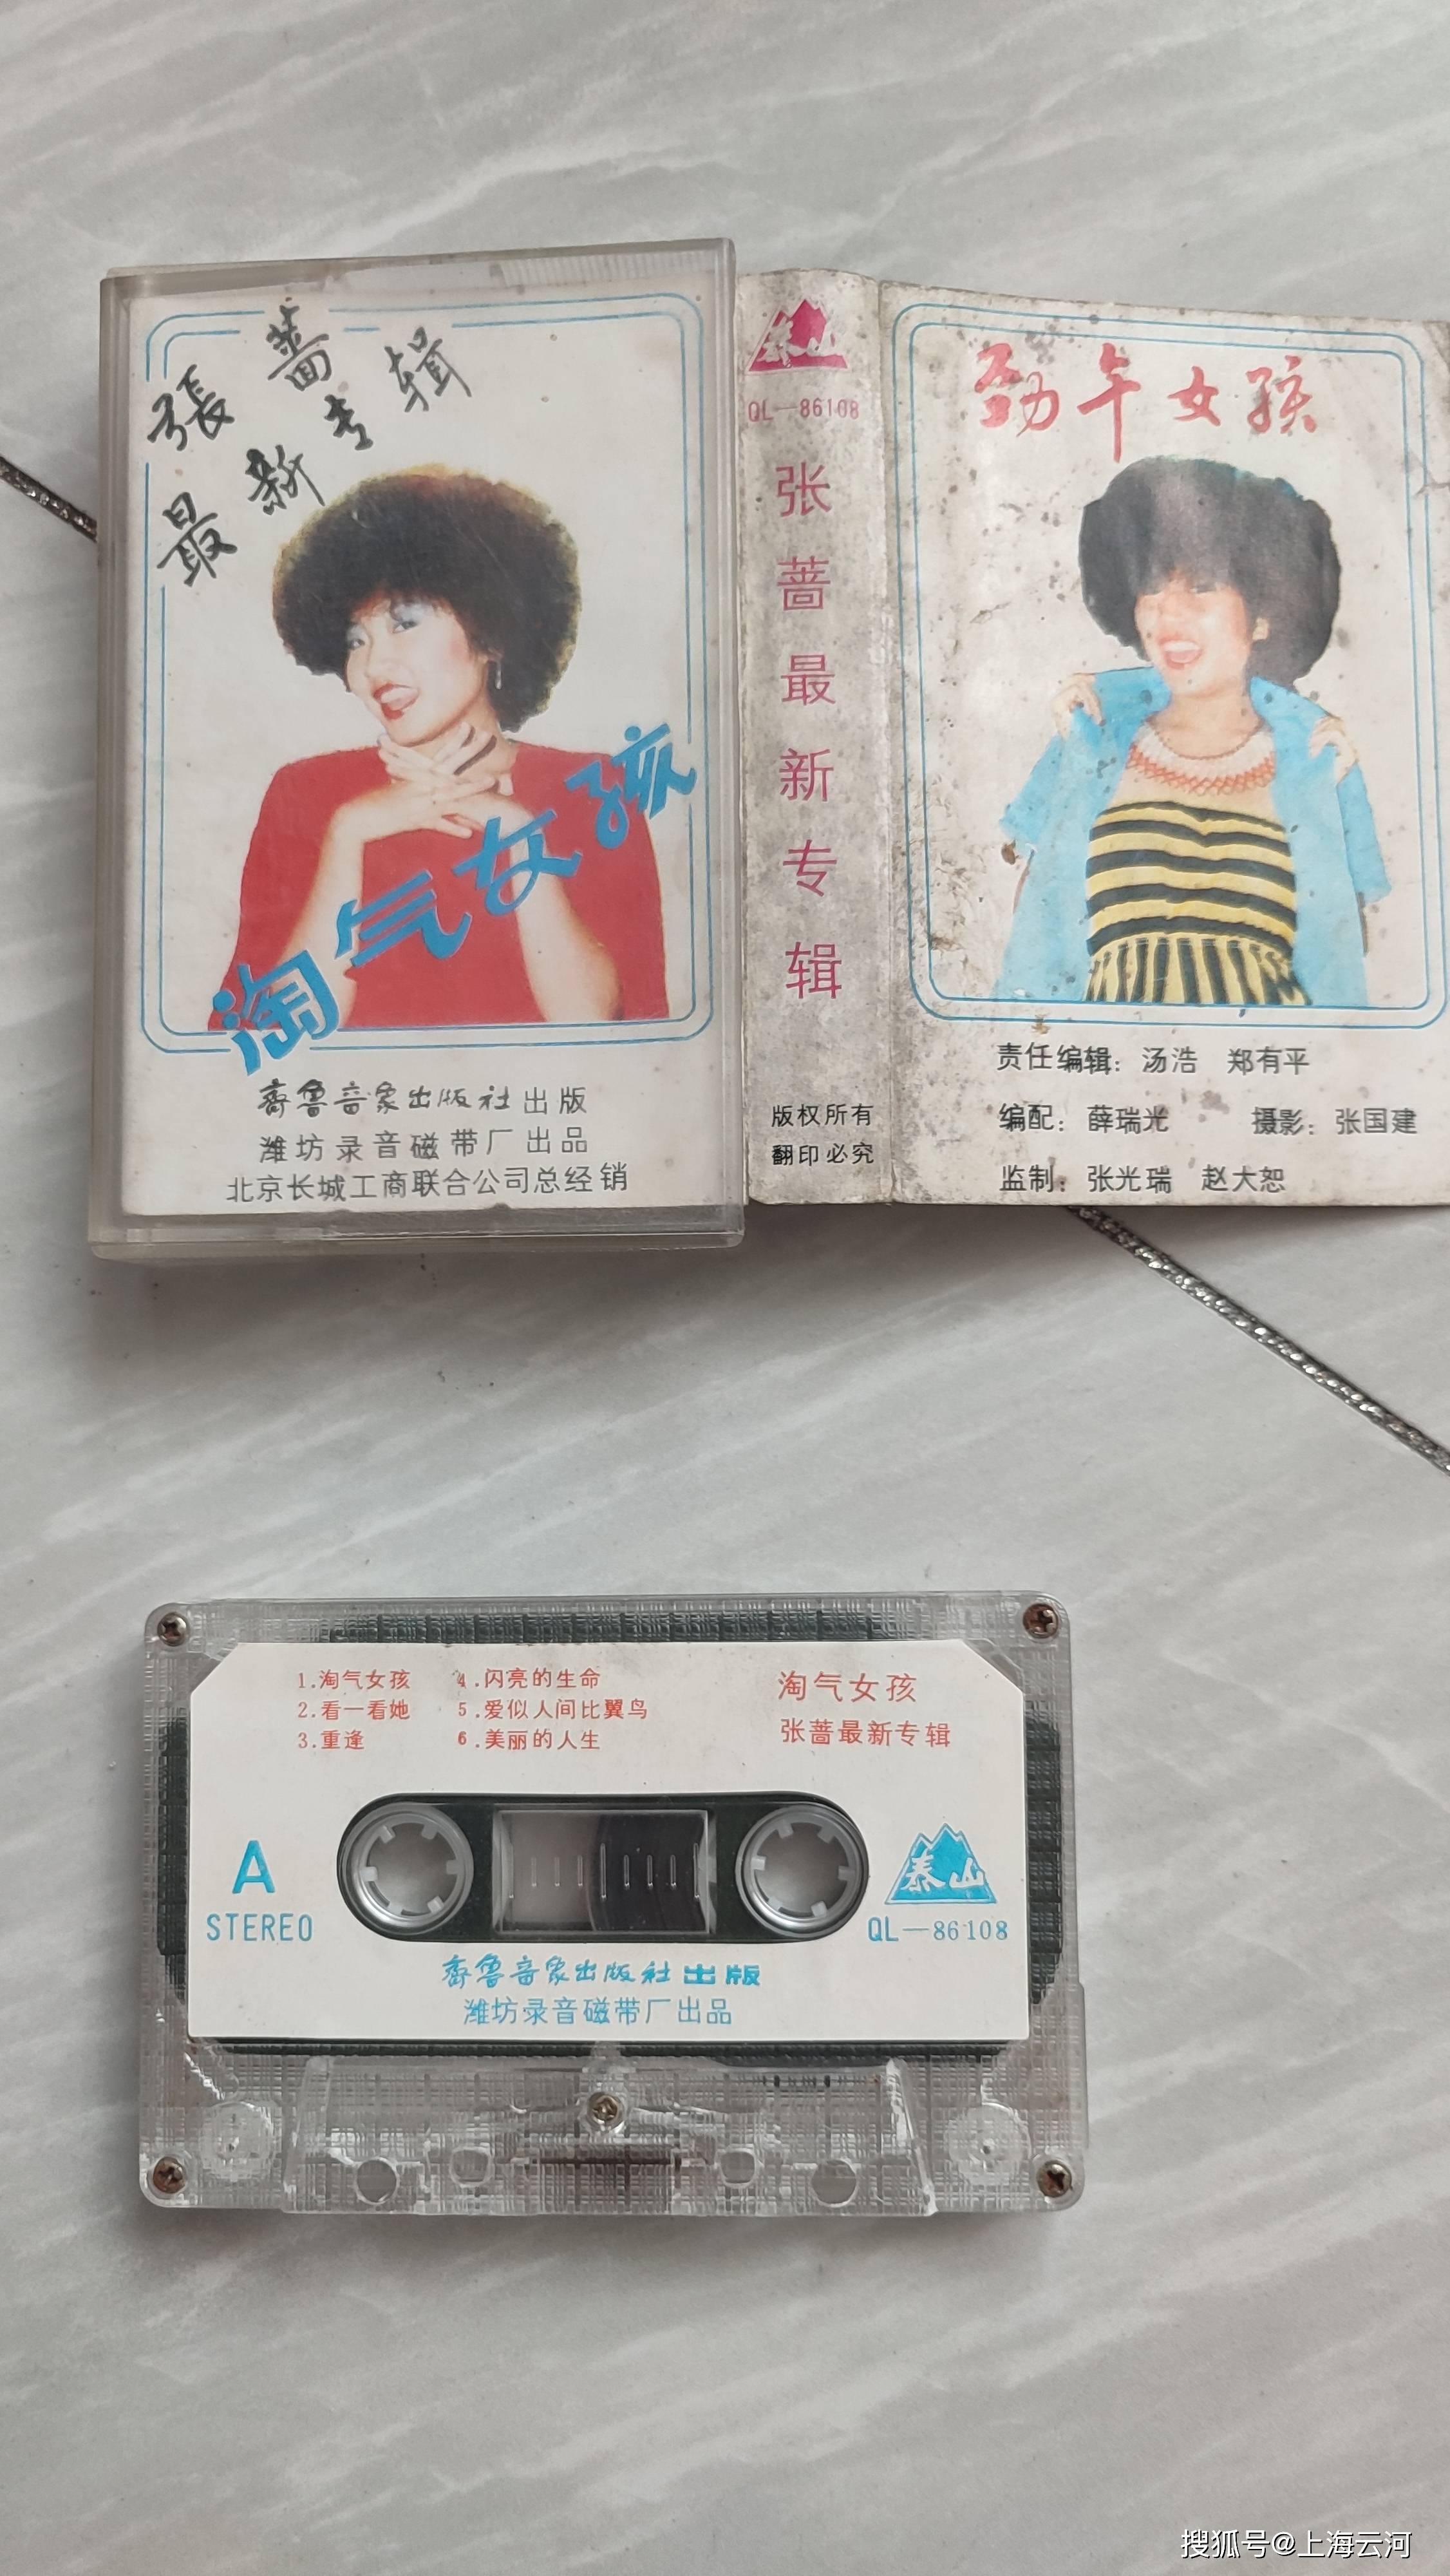 張薔
最新专辑
淘气女孩
齐鲁音象出版社出版
潍坊录音磁带厂出品
北京长城工商联合公司总经销
泰山
QL—86108
张蔷最新专辑
版权所有
翻印必究
劲午女孩
责任编辑：汤浩 郑有平
编配：薛瑞光 摄影：张国建
监制：张光瑞 赵大恕
1.淘气女孩 4.闪亮的生命
2.看一看她 5.爱似人间比翼鸟
3.重逢 6.美丽的人生
淘气女孩
张蔷最新专辑
A
STEREO
泰山
QL—86108
齐鲁音象出版社出版
潍坊录音磁带厂出品
搜狐号@上海云河